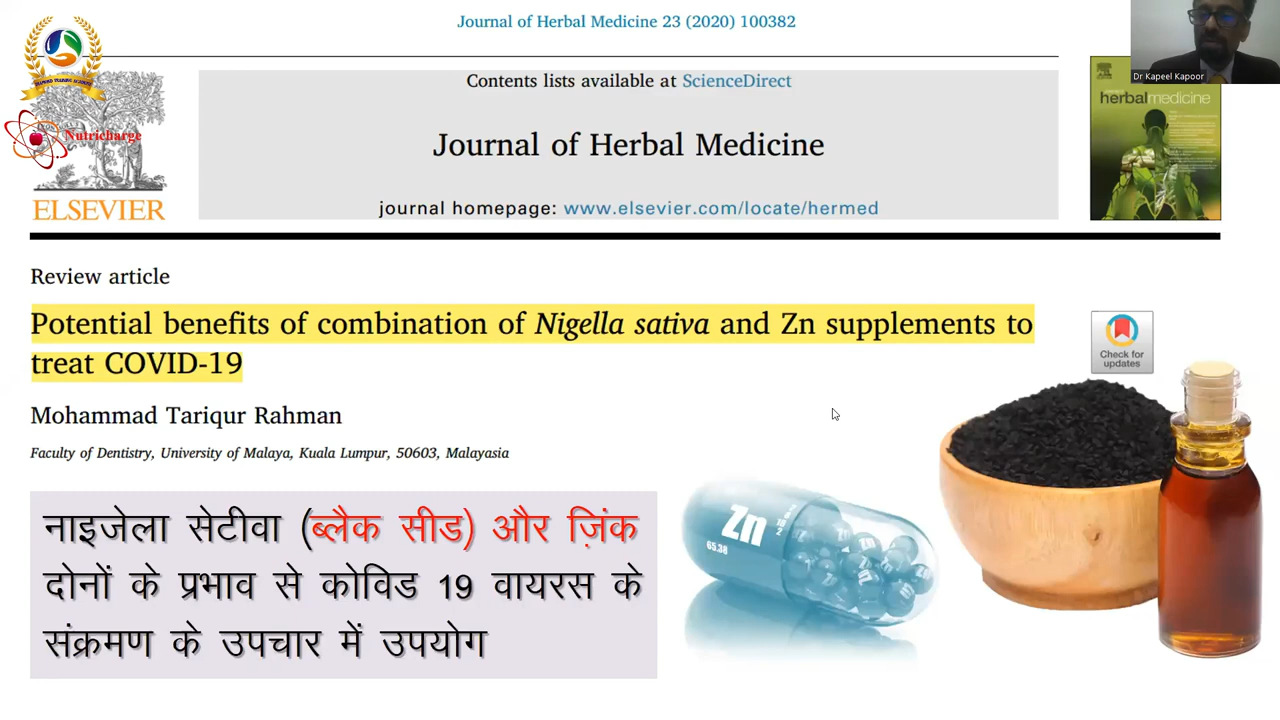 Journal of Herbal Medicine 23 (2020) 100382
Dr Kapeel Kapoor
Contents lists available at ScienceDirect
Nutricharge
Journal of Herbal Medicine
herbalmedicine
ELSEVIER
journal homepage: www.elsevier.com/locate/hermed
Review article
Potential benefits of combination of Nigella sativa and Zn supplements to
treat COVID-19
Check for
updates
Mohammad Tariqur Rahman
Faculty of Dentistry, University of Malaya, Kuala Lumpur, 50603, Malayasia
नाइजेला सेटीवा (ब्लैक सीड) और ज़िंक
दोनों के प्रभाव से कोविड 19 वायरस के
संक्रमण के उपचार में उपयोग
Zn
65.38